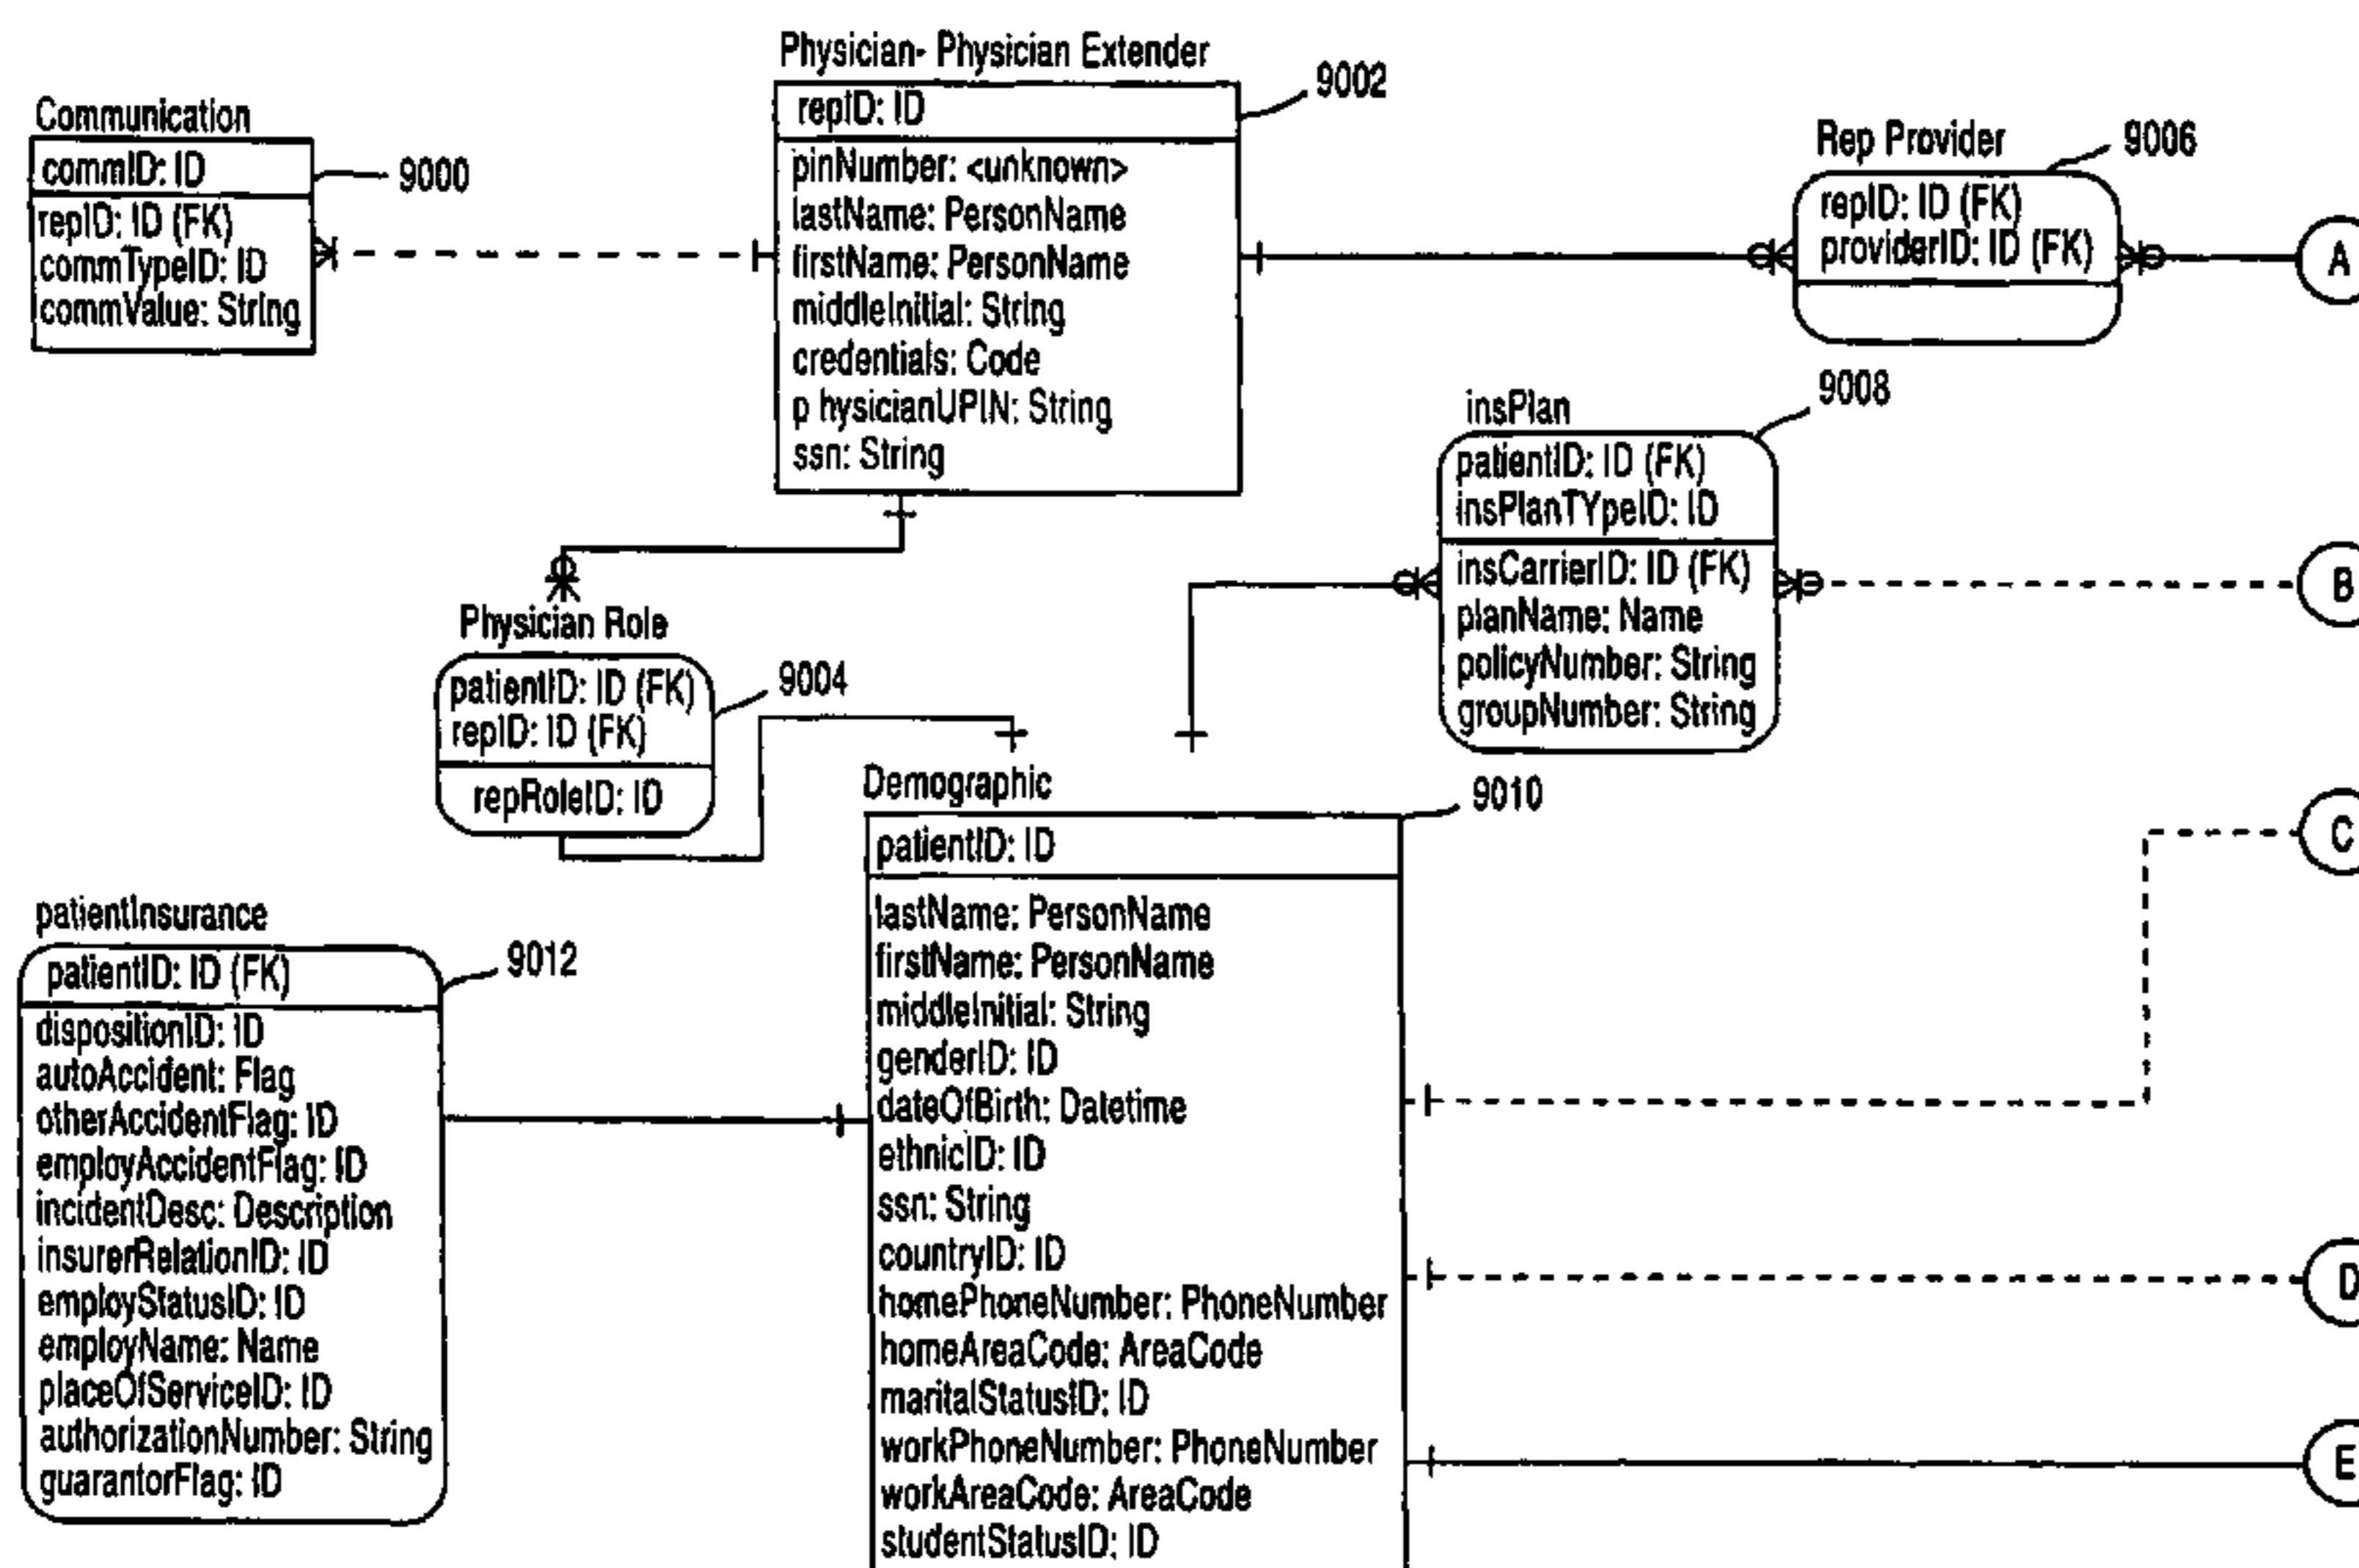 Communication
commID: ID
9000
repID: ID (FK)
commTypeID: ID
commValue: String
Physician- Physician Extender
9002
repID: ID
pinNumber: <unknown>
lastName: PersonName
firstName: PersonName
middleInitial: String
credentials: Code
p hysicianUPIN: String
ssn: String
Rep Provider
9006
repID: ID (FK)
providerID: ID (FK)
A
insPlan
9008
patientID: ID (FK)
insPlanTYpeID: ID
insCarrierID: ID (FK)
planName: Name
policyNumber: String
groupNumber: String
B
Physician Role
9004
patientID: ID (FK)
repID: ID (FK)
repRoleID: ID
Demographic
9010
patientID: ID
lastName: PersonName
firstName: PersonName
middleInitial: String
genderID: ID
dateOfBirth: Datetime
ethnicID: ID
ssn: String
countryID: ID
homePhoneNumber: PhoneNumber
homeAreaCode: AreaCode
maritalStatusID: ID
workPhoneNumber: PhoneNumber
workAreaCode: AreaCode
studentStatusID: ID
C
D
E
patientInsurance
9012
patientID: ID (FK)
dispositionID: ID
autoAccident: Flag
otherAccidentFlag: ID
employAccidentFlag: ID
incidentDesc: Description
insurerRelationID: ID
employStatusID: ID
employName: Name
placeOfServiceID: ID
authorizationNumber: String
guarantorFlag: ID